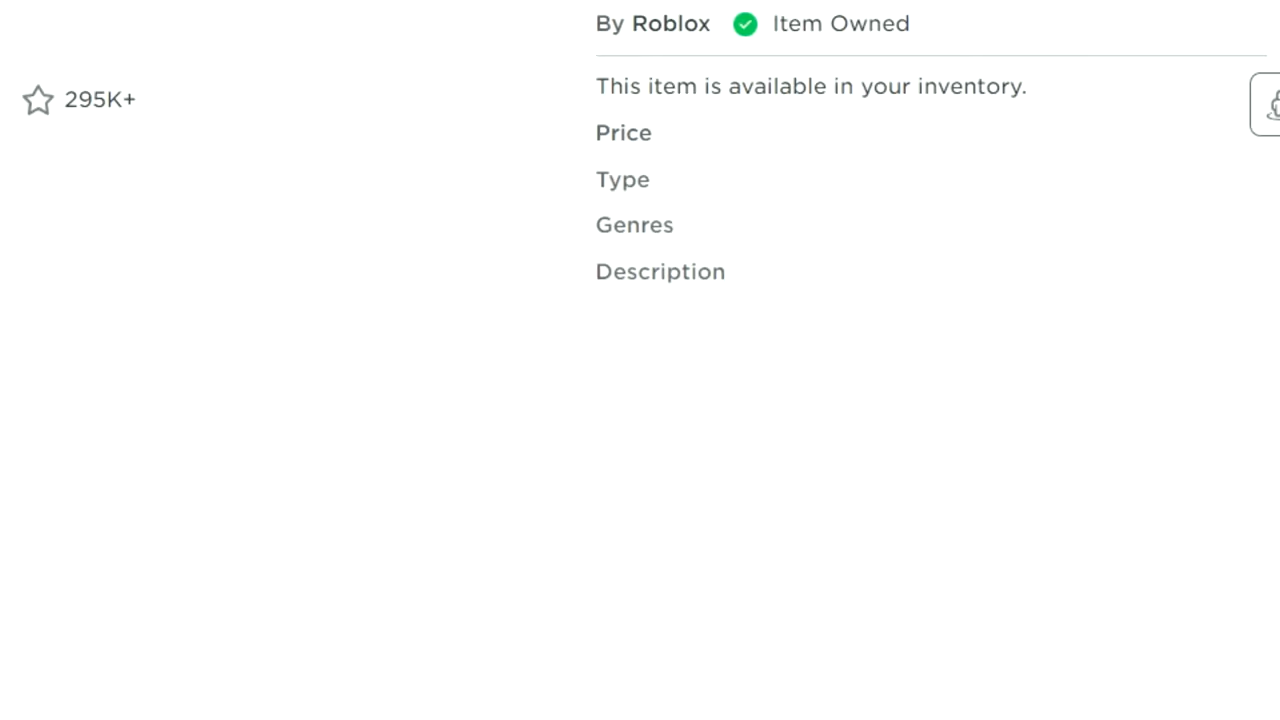 By Roblox Item Owned
This item is available in your inventory.
295K+
Price
Type
Genres
Description